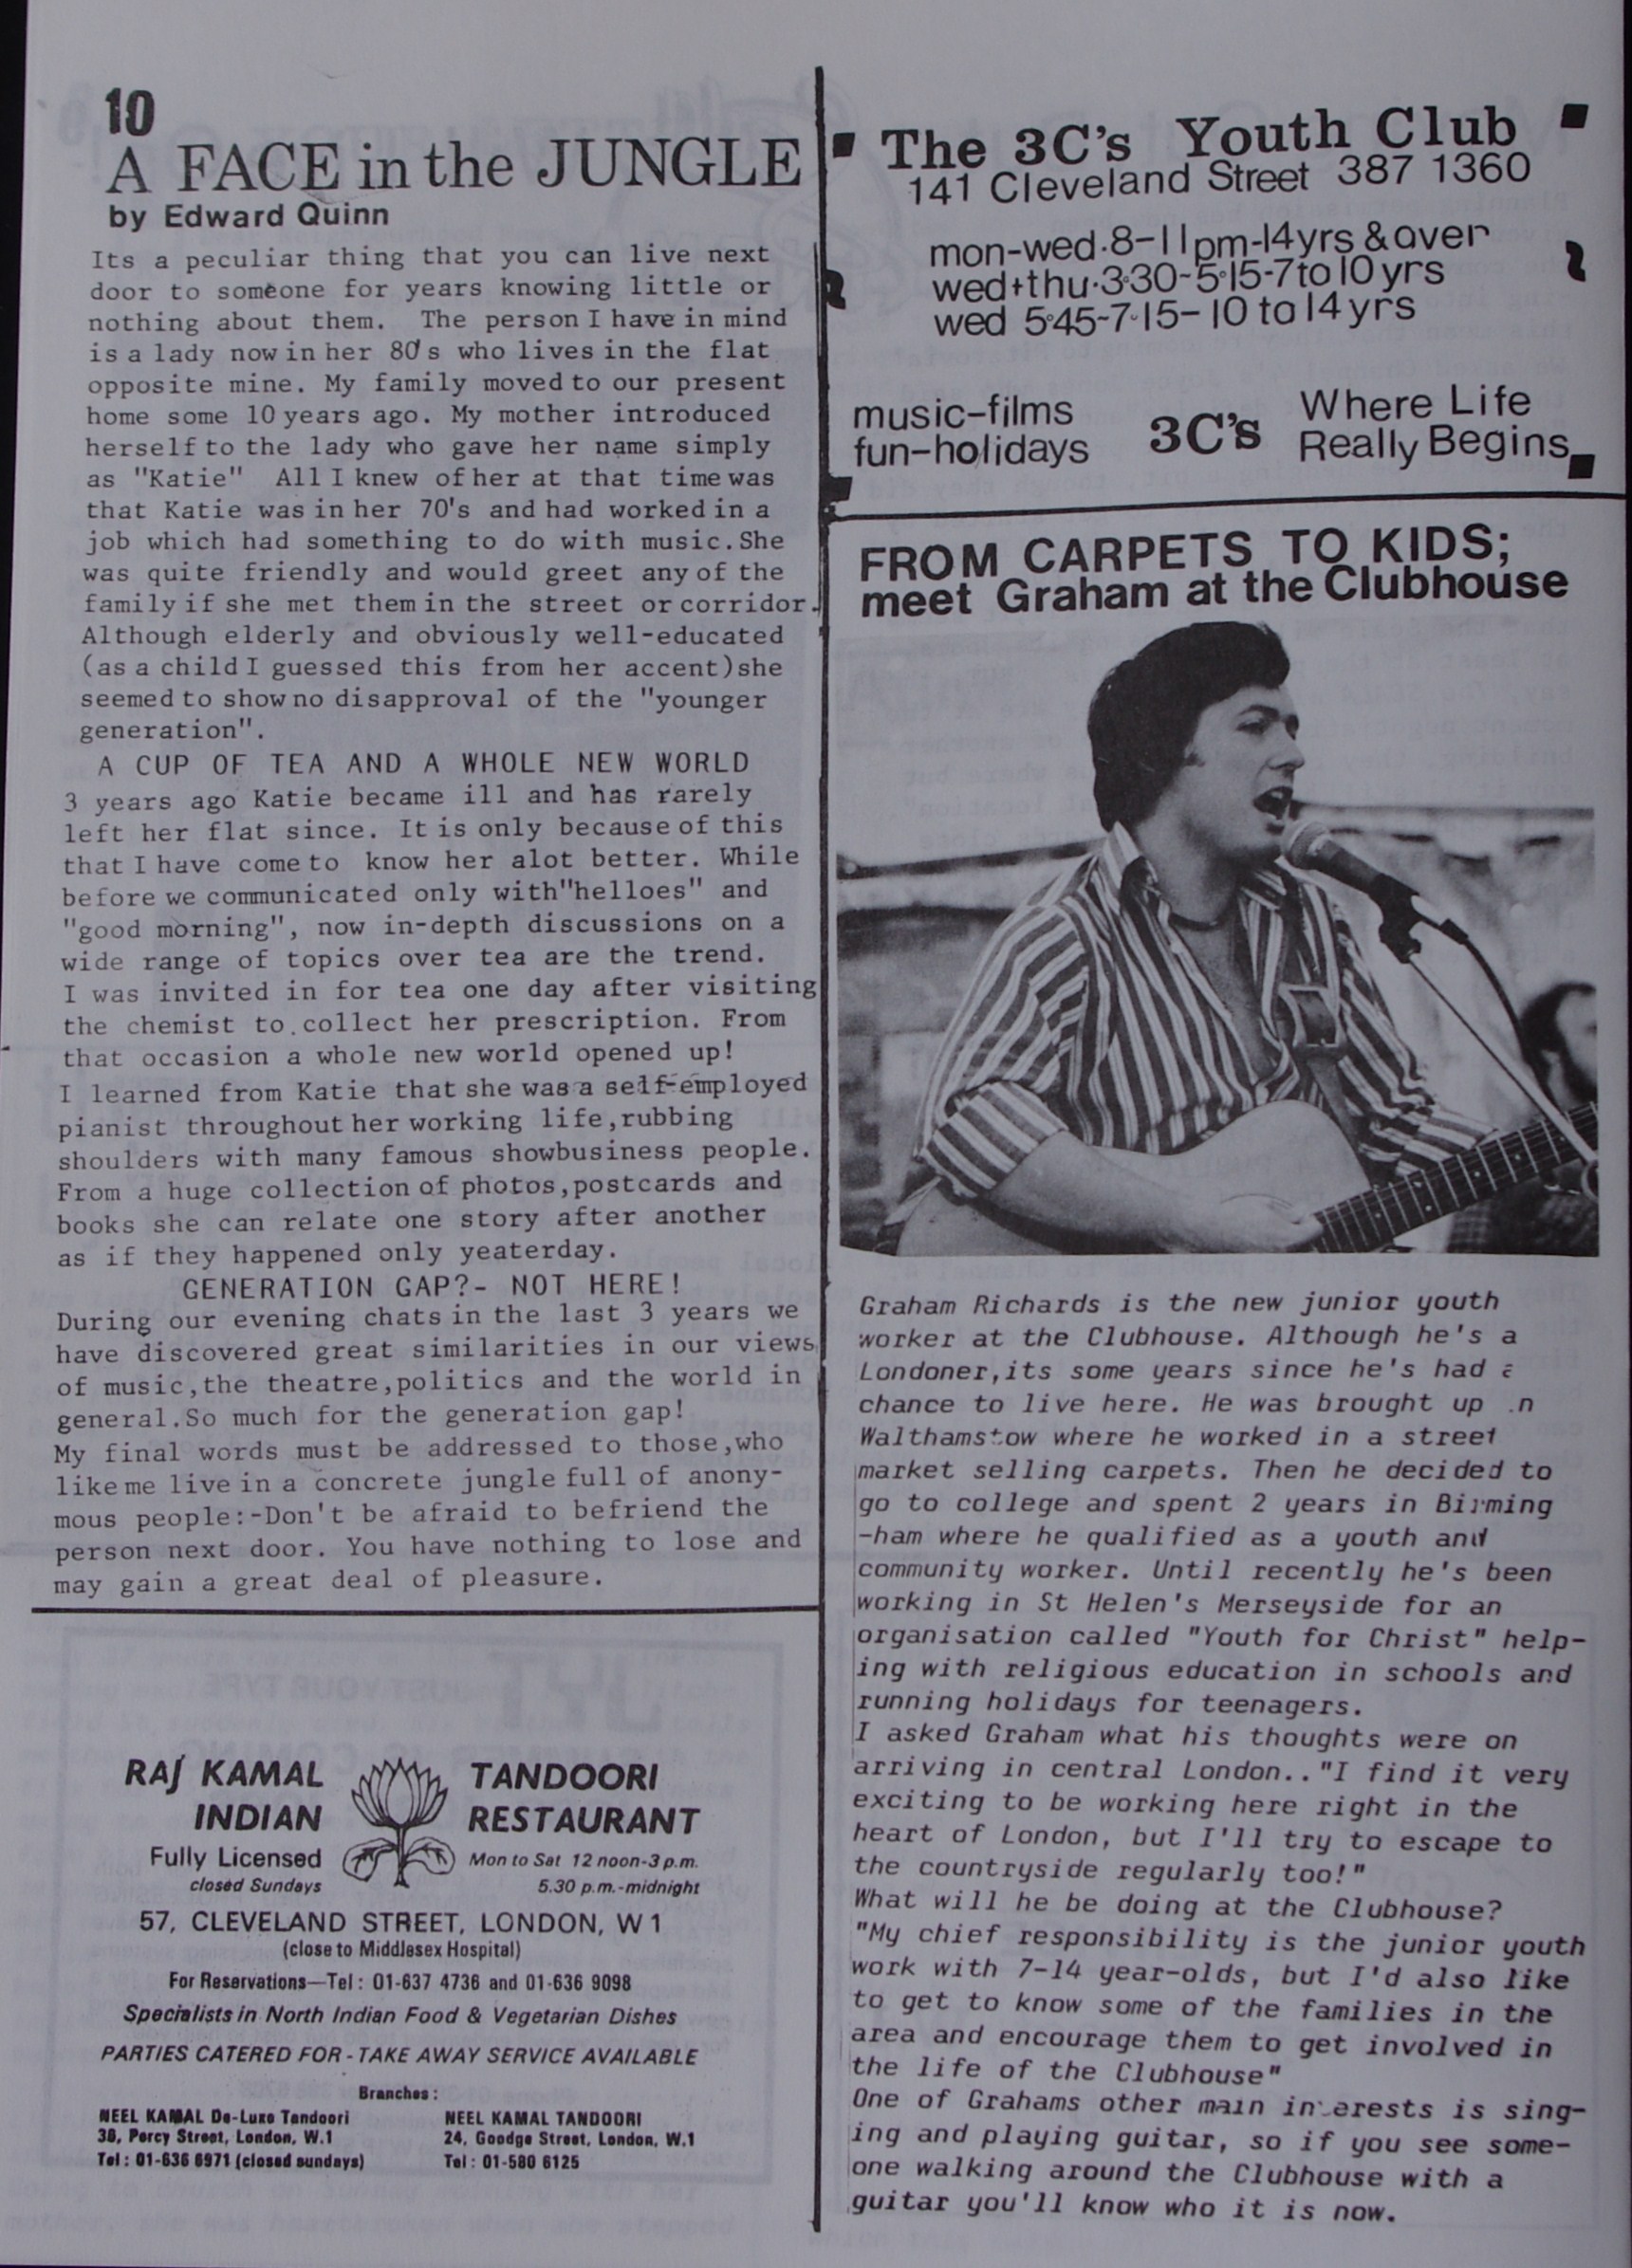 10
A FACE in the JUNGLE
by Edward Quinn
Its a peculiar thing that you can live next
door to someone for years knowing little or
nothing about them. The person I have in mind
is a lady now in her 80's who lives in the flat
opposite mine. My family moved to our present
home some 10 years ago. My mother introduced
herself to the lady who gave her name simply
as "Katie" All I knew of her at that time was
that Katie was in her 70's and had worked in a
job which had something to do with music.She
was quite friendly and would greet any of the
family if she met them in the street or corridor.
Although elderly and obviously well-educated
(as a child I guessed this from her accent)she
seemed to show no disapproval of the "younger
generation".
A CUP OF TEA AND A WHOLE NEW WORLD
3 years ago Katie became ill and has rarely
left her flat since. It is only because of this
that I have come to know her alot better. While
before we communicated only with"helloes" and
"good morning", now in-depth discussions on a
wide range of topics over tea are the trend.
I was invited in for tea one day after visiting
the chemist to collect her prescription. From
that occasion a whole new world opened up!
I learned from Katie that she was a self-employed
pianist throughout her working life,rubbing
shoulders with many famous showbusiness people.
From a huge collection of photos,postcards and
books she can relate one story after another
as if they happened only yeaterday.
GENERATION GAP?- NOT HERE!
During our evening chats in the last 3 years we
have discovered great similarities in our views
of music,the theatre,politics and the world in
general.So much for the generation gap!
My final words must be addressed to those,who
like me live in a concrete jungle full of anony-
mous people:-Don't be afraid to befriend the
person next door. You have nothing to lose and
may gain a great deal of pleasure.
RAJ KAMAL TANDOORI
INDIAN RESTAURANT
Fully Licensed Mon to Sat 12 noon-3 p.m.
closed Sundays 5.30 p.m.-midnight
57, CLEVELAND STREET, LONDON, W1
(close to Middlesex Hospital)
For Reservations—Tel : 01-637 4736 and 01-636 9098
Specialists in North Indian Food & Vegetarian Dishes
PARTIES CATERED FOR - TAKE AWAY SERVICE AVAILABLE
Branches :
NEEL KAMAL De-Luxe Tandoori
38, Percy Street, London, W.1
Tel : 01-636 6971 (closed sundays)
NEEL KAMAL TANDOORI
24, Goodge Street, London, W.1
Tel : 01-580 6125
The 3C's Youth Club
141 Cleveland Street 387 1360
mon-wed.8-11pm-14yrs & over
wed+thu.3.30-5.15-7 to 10 yrs
wed 5.45-7.15-10 to 14 yrs
music-films
fun-holidays
3C's
Where Life
Really Begins
FROM CARPETS TO KIDS;
meet Graham at the Clubhouse
Graham Richards is the new junior youth
worker at the Clubhouse. Although he's a
Londoner,its some years since he's had a
chance to live here. He was brought up in
Walthamstow where he worked in a street
market selling carpets. Then he decided to
go to college and spent 2 years in Birming
-ham where he qualified as a youth and
community worker. Until recently he's been
working in St Helen's Merseyside for an
organisation called "Youth for Christ" help-
ing with religious education in schools and
running holidays for teenagers.
I asked Graham what his thoughts were on
arriving in central London.."I find it very
exciting to be working here right in the
heart of London, but I'll try to escape to
the countryside regularly too!"
What will he be doing at the Clubhouse?
"My chief responsibility is the junior youth
work with 7-14 year-olds, but I'd also like
to get to know some of the families in the
area and encourage them to get involved in
the life of the Clubhouse"
One of Grahams other main interests is sing-
ing and playing guitar, so if you see some-
one walking around the Clubhouse with a
guitar you'll know who it is now.